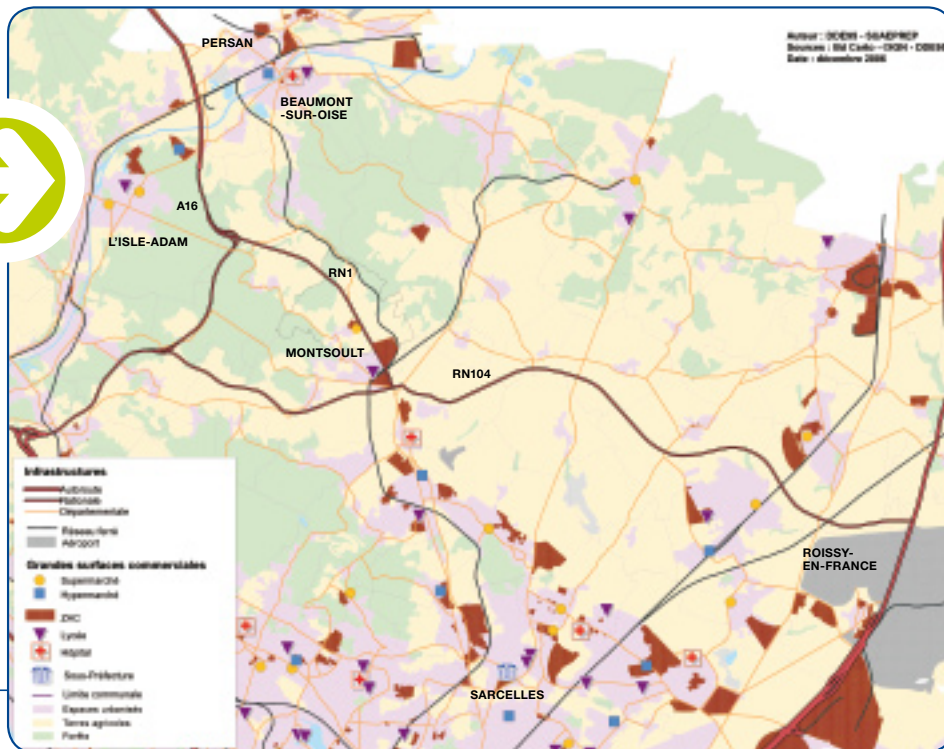 Date : décembre 2006
PERSAN
BEAUMONT
-SUR-OISE
A16
L'ISLE-ADAM
RN1
MONTSOULT
RN104
ROISSY-
EN-FRANCE
SARCELLES
Infrastructures
Autoroute
Nationale
Départementale
Réseau ferré
Aéroport
Grandes surfaces commerciales
Supermarché
Hypermarché
ZAC
Lycée
Hôpital
Sous-Préfecture
Limite communale
Espaces urbanisés
Terres agricoles
Forêts